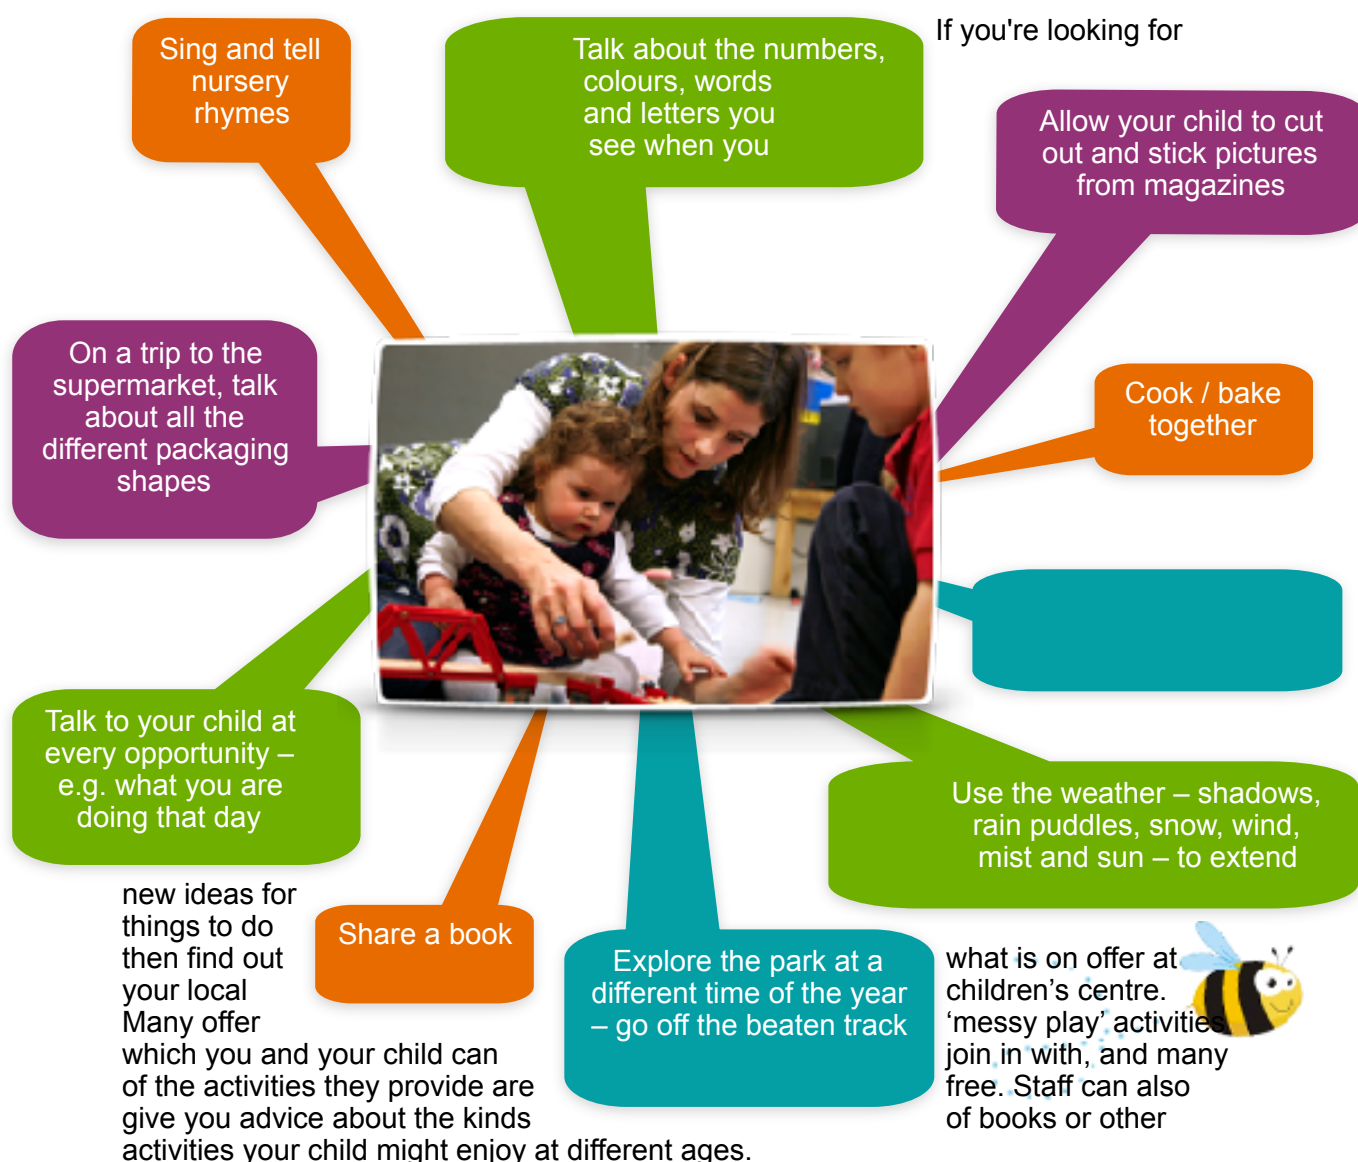 If you're looking for
Sing and tell
nursery
rhymes
Talk about the numbers,
colours, words
and letters you
see when you
Allow your child to cut
out and stick pictures
from magazines
On a trip to the
supermarket, talk
about all the
different packaging
shapes
Cook / bake
together
Talk to your child at
every opportunity –
e.g. what you are
doing that day
Use the weather – shadows,
rain puddles, snow, wind,
mist and sun – to extend
Share a book
Explore the park at a
different time of the year
– go off the beaten track
new ideas for
things to do
then find out what is on offer at
your local children’s centre.
Many offer ‘messy play’ activities
which you and your child can join in with, and many
of the activities they provide are free. Staff can also
give you advice about the kinds of books or other
activities your child might enjoy at different ages.